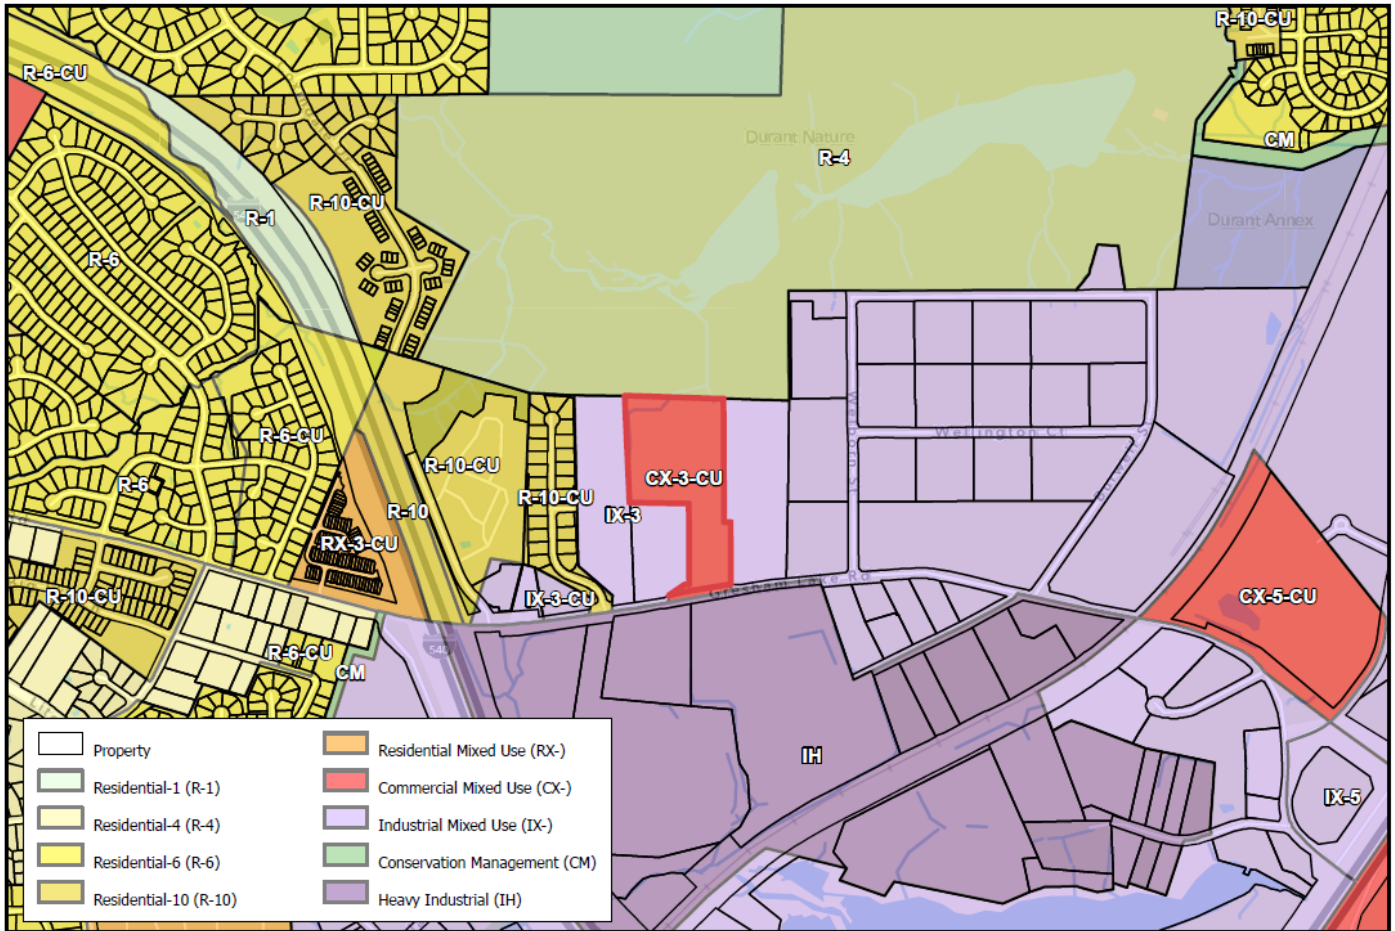 R-10-CU
R-6-CU
Durant Nature
R-4
CM
R-10-CU
R-1
Durant Annex
R-6
Wellington Ct
R-6-CU
R-10-CU
CX-3-CU
R-6
R-10-CU
R-10
IX-3
RX-3-CU
Gresham Lake Rd
R-10-CU
IX-3-CU
CX-5-CU
540
R-6-CU
CM
IH
IX-5
Property
Residential-1 (R-1)
Residential-4 (R-4)
Residential-6 (R-6)
Residential-10 (R-10)
Residential Mixed Use (RX-)
Commercial Mixed Use (CX-)
Industrial Mixed Use (IX-)
Conservation Management (CM)
Heavy Industrial (IH)